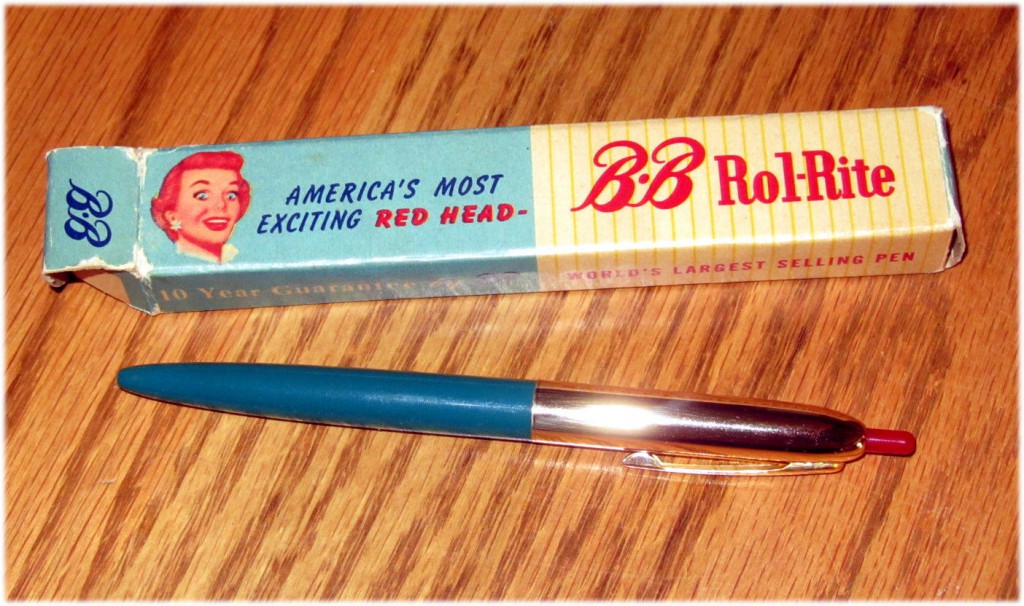 B·B
AMERICA'S MOST
EXCITING RED HEAD-
B·B Rol-Rite
10 Year Guarantee
WORLD'S LARGEST SELLING PEN